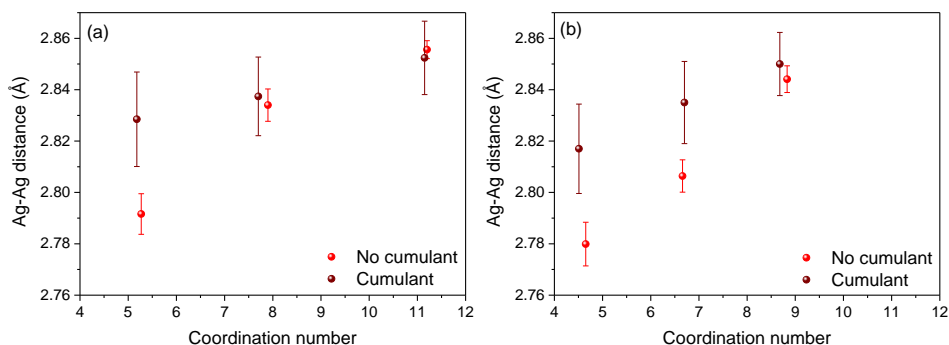 (a)
Ag-Ag distance (Å)
2.86
2.84
2.82
2.80
2.78
2.76
No cumulant
Cumulant
4 5 6 7 8 9 10 11 12
Coordination number
(b)
Ag-Ag distance (Å)
2.86
2.84
2.82
2.80
2.78
2.76
No cumulant
Cumulant
4 5 6 7 8 9 10 11 12
Coordination number